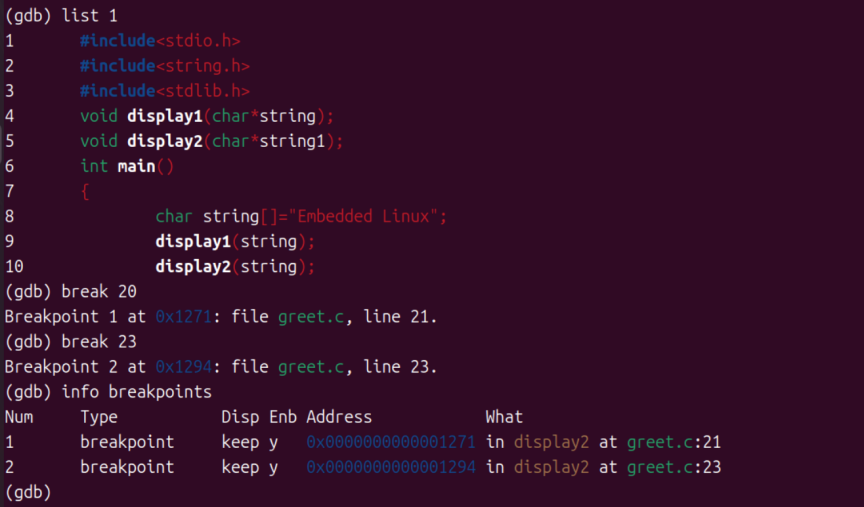 (gdb) list 1
1       #include<stdio.h>
2       #include<string.h>
3       #include<stdlib.h>
4       void display1(char*string);
5       void display2(char*string1);
6       int main()
7       {
8               char string[]="Embedded Linux";
9               display1(string);
10              display2(string);
(gdb) break 20
Breakpoint 1 at 0x1271: file greet.c, line 21.
(gdb) break 23
Breakpoint 2 at 0x1294: file greet.c, line 23.
(gdb) info breakpoints
Num     Type           Disp Enb Address            What
1       breakpoint     keep y   0x0000000000001271 in display2 at greet.c:21
2       breakpoint     keep y   0x0000000000001294 in display2 at greet.c:23
(gdb)